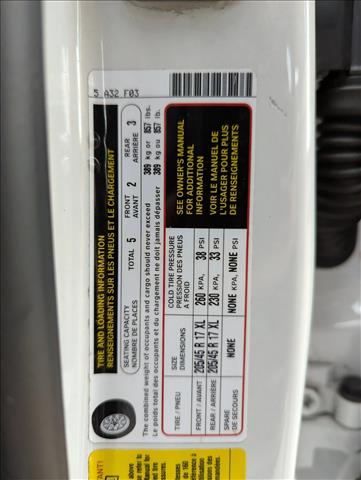 5 A32 F03
TIRE AND LOADING INFORMATION
RENSEIGNEMENTS SUR LES PNEUS ET LE CHARGEMENT
SEATING CAPACITY
NOMBRE DE PLACES
TOTAL 5
FRONT
AVANT 2
REAR
ARRIÈRE 3
The combined weight of occupants and cargo should never exceed 389 kg or 857 lbs.
Le poids total des occupants et du chargement ne doit jamais dépasser 389 kg ou 857 lb.
TIRE / PNEU
SIZE
DIMENSIONS
COLD TIRE PRESSURE
PRESSION DES PNEUS
A FROID
FRONT / AVANT 205/45 R 17 XL 260 KPA, 38 PSI
REAR / ARRIÈRE 205/45 R 17 XL 230 KPA, 33 PSI
SPARE
DE SECOURS
NONE
NONE KPA, NONE PSI
SEE OWNER'S MANUAL
FOR ADDITIONAL
INFORMATION
VOIR LE MANUEL DE
L'USAGER POUR PLUS
DE RENSEIGNEMENTS